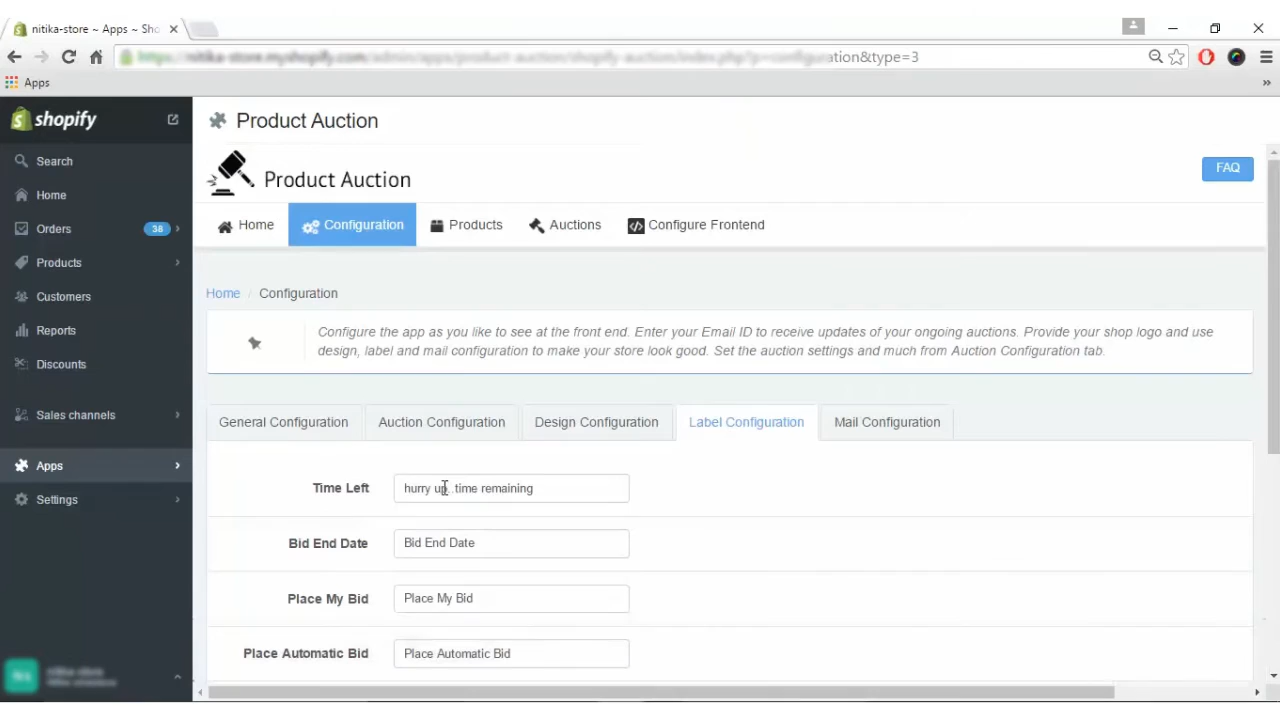 nitika-store ~ Apps ~ Sho
ation&type=3
Apps
shopify
Product Auction
Search
Product Auction
FAQ
Home
Orders 38
Home
Configuration
Products
Auctions
Configure Frontend
Products
Customers
Home / Configuration
Reports
Configure the app as you like to see at the front end. Enter your Email ID to receive updates of your ongoing auctions. Provide your shop logo and use
design, label and mail configuration to make your store look good. Set the auction settings and much from Auction Configuration tab.
Discounts
Sales channels
General Configuration
Auction Configuration
Design Configuration
Label Configuration
Mail Configuration
Apps
Settings
Time Left
hurry up..time remaining
Bid End Date
Bid End Date
Place My Bid
Place My Bid
Place Automatic Bid
Place Automatic Bid